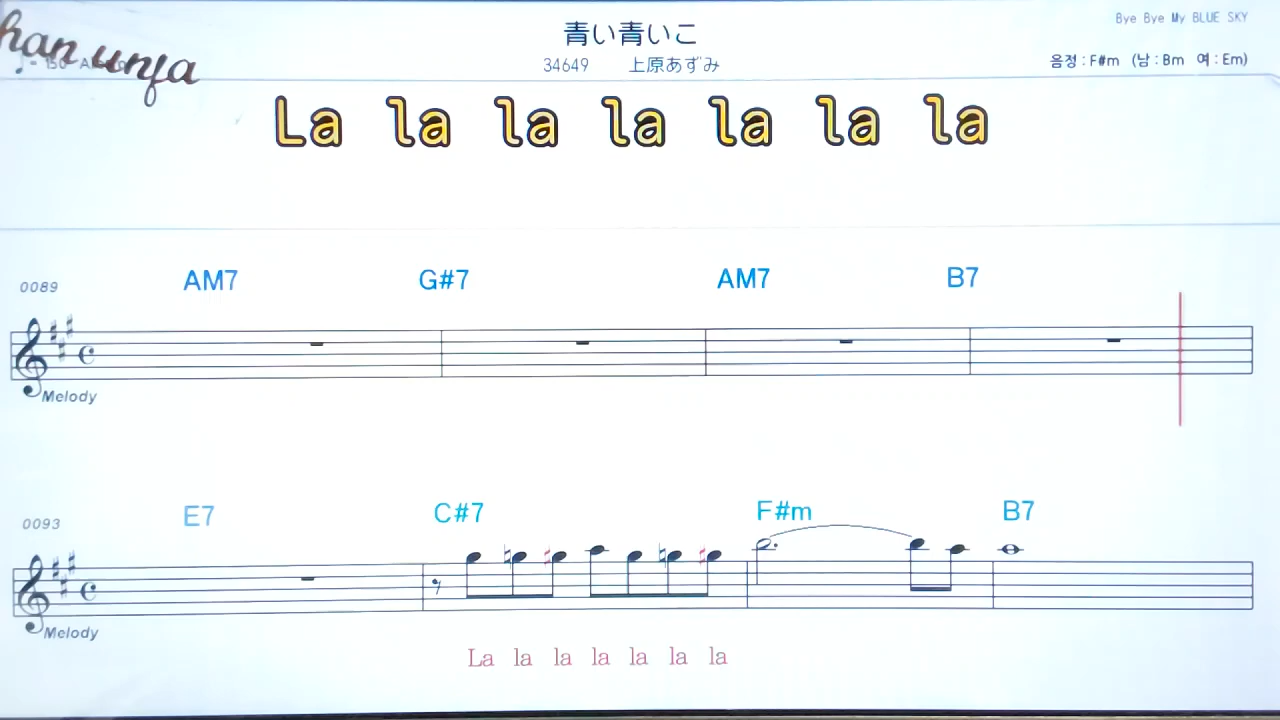 Bye Bye My BLUE SKY
青い青いこ
34649 上原あずみ
음정 : F#m (남 : Bm 여 : Em)
La la la la la la la
AM7 G#7 AM7 B7
0089
Melody
E7 C#7 F#m B7
0093
Melody
La la la la la la la